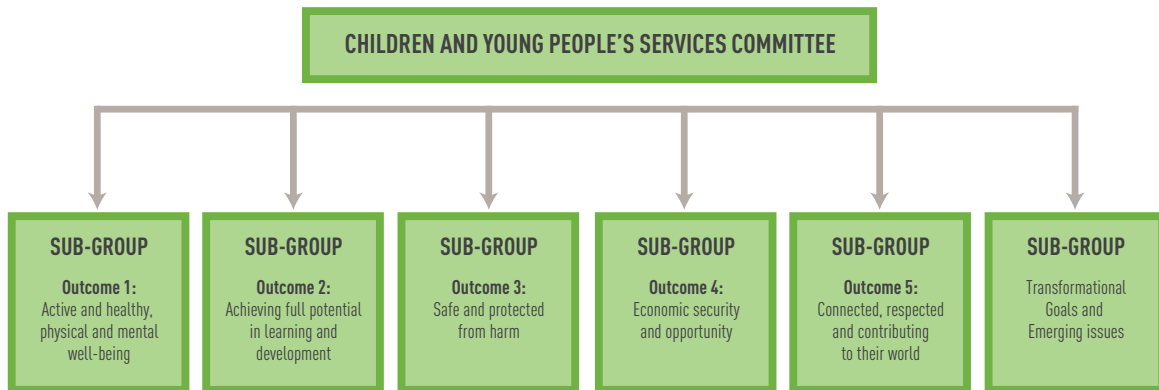 CHILDREN AND YOUNG PEOPLE'S SERVICES COMMITTEE
SUB-GROUP
Outcome 1:
Active and healthy,
physical and mental
well-being
SUB-GROUP
Outcome 2:
Achieving full potential
in learning and
development
SUB-GROUP
Outcome 3:
Safe and protected
from harm
SUB-GROUP
Outcome 4:
Economic security
and opportunity
SUB-GROUP
Outcome 5:
Connected, respected
and contributing
to their world
SUB-GROUP
Transformational
Goals and
Emerging issues